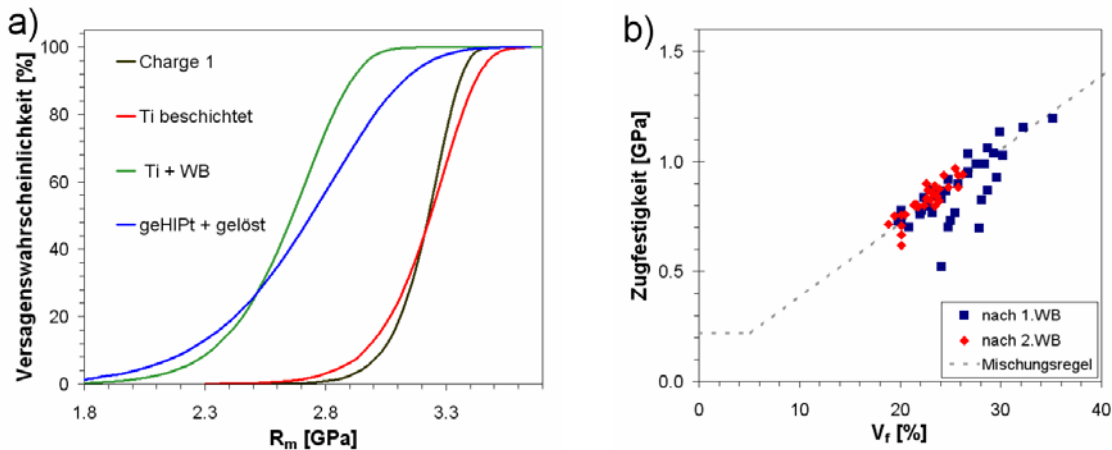 a)
Versagenswahrscheinlichkeit [%]
100
80
60
40
20
0
Charge 1
Ti beschichtet
Ti + WB
geHIPt + gelöst
1.8
2.3
2.8
3.3
Rm [GPa]
b)
Zugfestigkeit [GPa]
1.5
1.0
0.5
0.0
nach 1.WB
nach 2.WB
Mischungsregel
0
10
20
30
40
Vf [%]